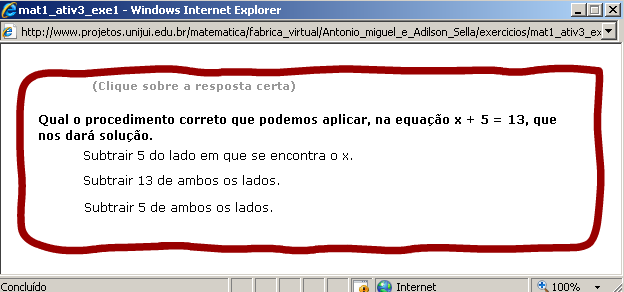 mat1_ativ3_exe1 - Windows Internet Explorer
http://www.projetos.unijui.edu.br/matematica/fabrica_virtual/Antonio_miguel_e_Adilson_Sella/exercicios/mat1_ativ3_ex
(Clique sobre a resposta certa)
Qual o procedimento correto que podemos aplicar, na equação x + 5 = 13, que
nos dará solução.
Subtrair 5 do lado em que se encontra o x.
Subtrair 13 de ambos os lados.
Subtrair 5 de ambos os lados.
Concluído Internet 100%